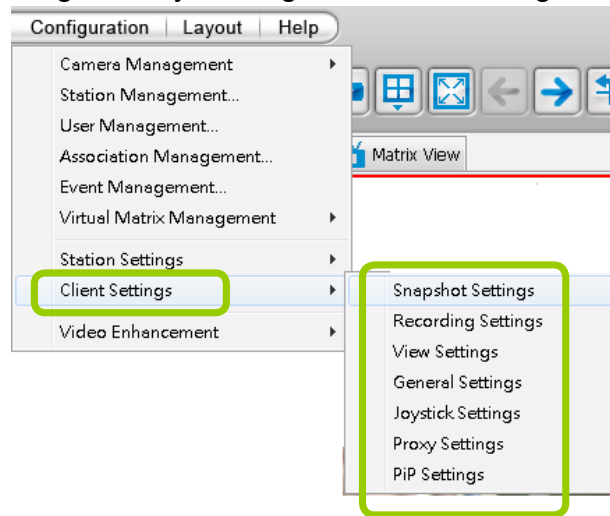 Configuration Layout Help
Camera Management
Station Management...
User Management...
Association Management...
Matrix View
Event Management...
Virtual Matrix Management
Station Settings
Client Settings
Snapshot Settings
Recording Settings
Video Enhancement
View Settings
General Settings
Joystick Settings
Proxy Settings
PiP Settings